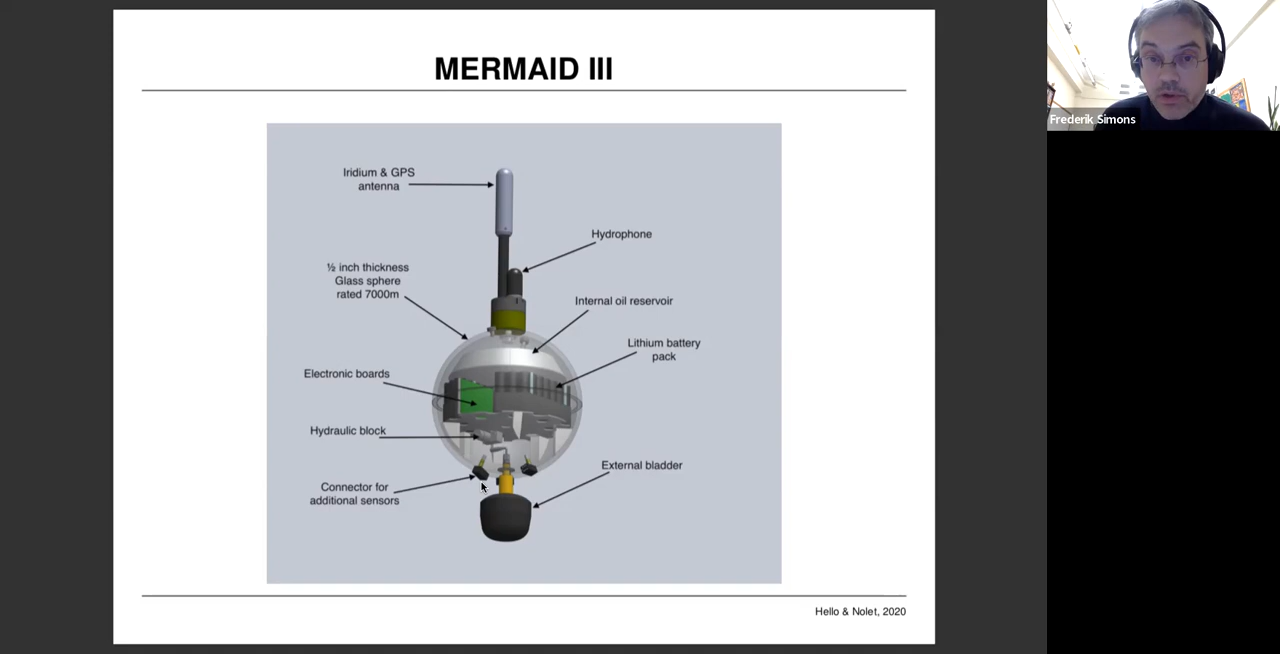 MERMAID III
Iridium & GPS
antenna
Hydrophone
½ inch thickness
Glass sphere
rated 7000m
Internal oil reservoir
Lithium battery
pack
Electronic boards
Hydraulic block
External bladder
Connector for
additional sensors
Hello & Nolet, 2020
Frederik Simons